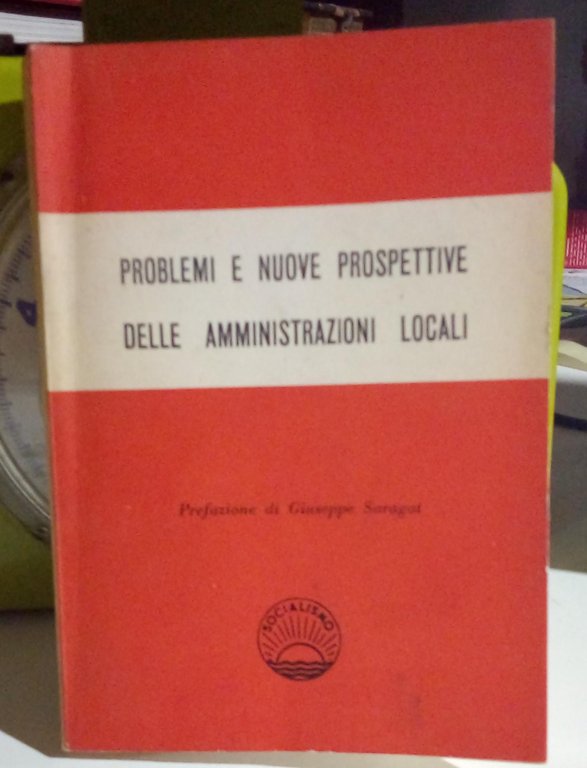 PROBLEMI E NUOVE PROSPETTIVE
DELLE AMMINISTRAZIONI LOCALI
Prefazione di Giuseppe Saragat
SOCIALISMO